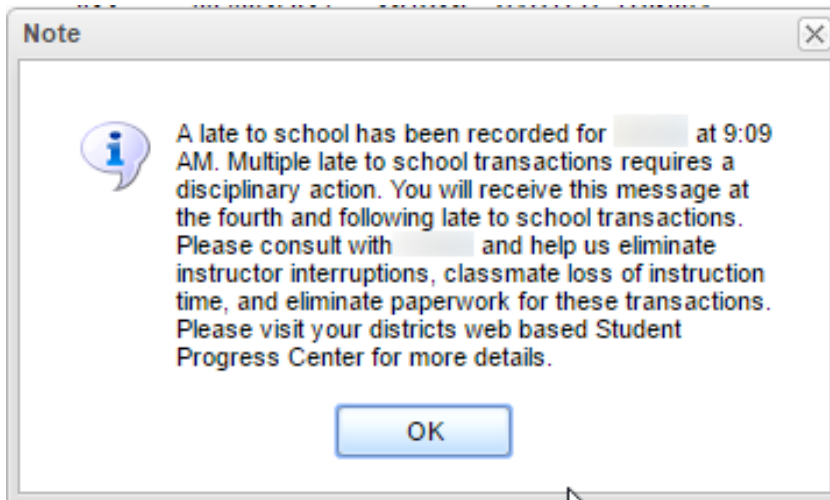 Note
A late to school has been recorded for at 9:09
AM. Multiple late to school transactions requires a
disciplinary action. You will receive this message at
the fourth and following late to school transactions.
Please consult with and help us eliminate
instructor interruptions, classmate loss of instruction
time, and eliminate paperwork for these transactions.
Please visit your districts web based Student
Progress Center for more details.
OK